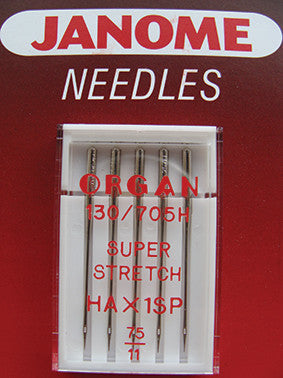 JANOME
NEEDLES
ORGAN
130/705H
SUPER
STRETCH
HA×1SP
75
11